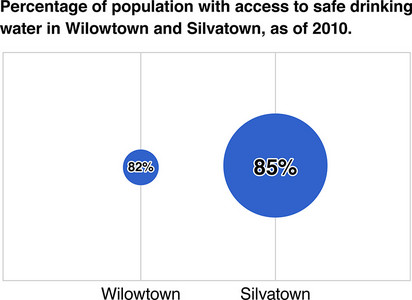 Percentage of population with access to safe drinking
water in Wilowtown and Silvatown, as of 2010.
82%
85%
Wilowtown
Silvatown